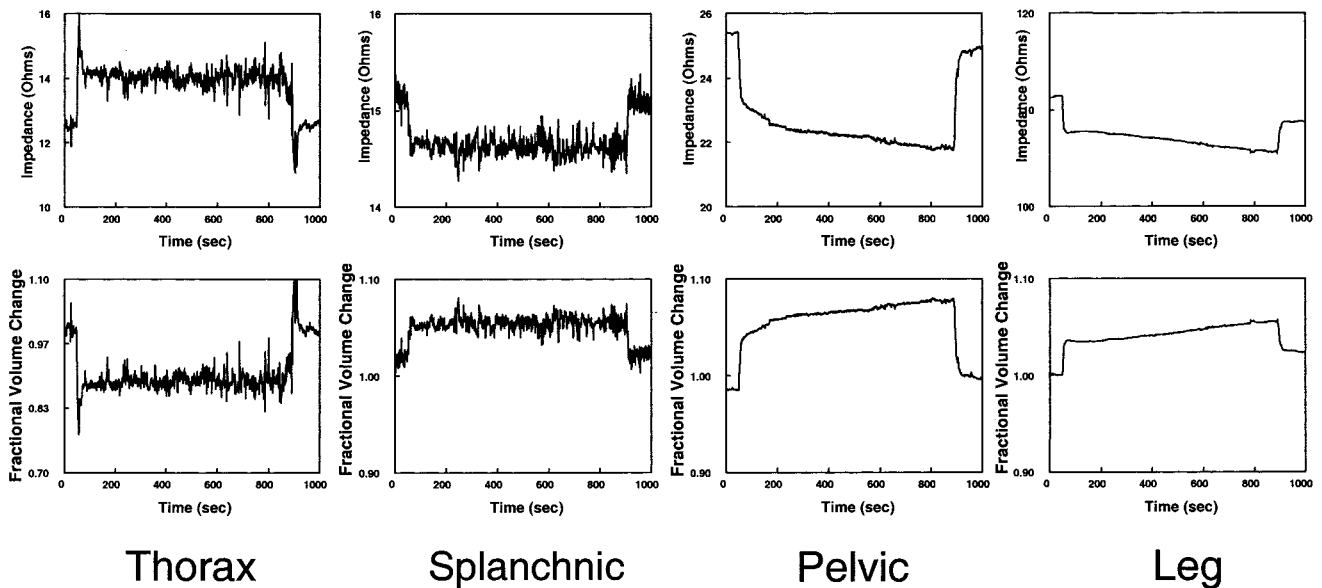 16
14
12
10
Impedance (Ohms)
0 200 400 600 800 1000
Time (sec)
16
15
14
Impedance (Ohms)
0 200 400 600 800 1000
Time (sec)
26
24
22
20
Impedance (Ohms)
0 200 400 600 800 1000
Time (sec)
120
100
Impedance (Ohms)
0 200 400 600 800 1000
Time (sec)
1.10
0.97
0.83
0.70
Fractional Volume Change
0 200 400 600 800 1000
Time (sec)
1.10
1.00
0.90
Fractional Volume Change
0 200 400 600 800 1000
Time (sec)
1.10
1.00
0.90
Fractional Volume Change
0 200 400 600 800 1000
Time (sec)
1.10
1.00
0.90
Fractional Volume Change
0 200 400 600 800 1000
Time (sec)
Thorax
Splanchnic
Pelvic
Leg